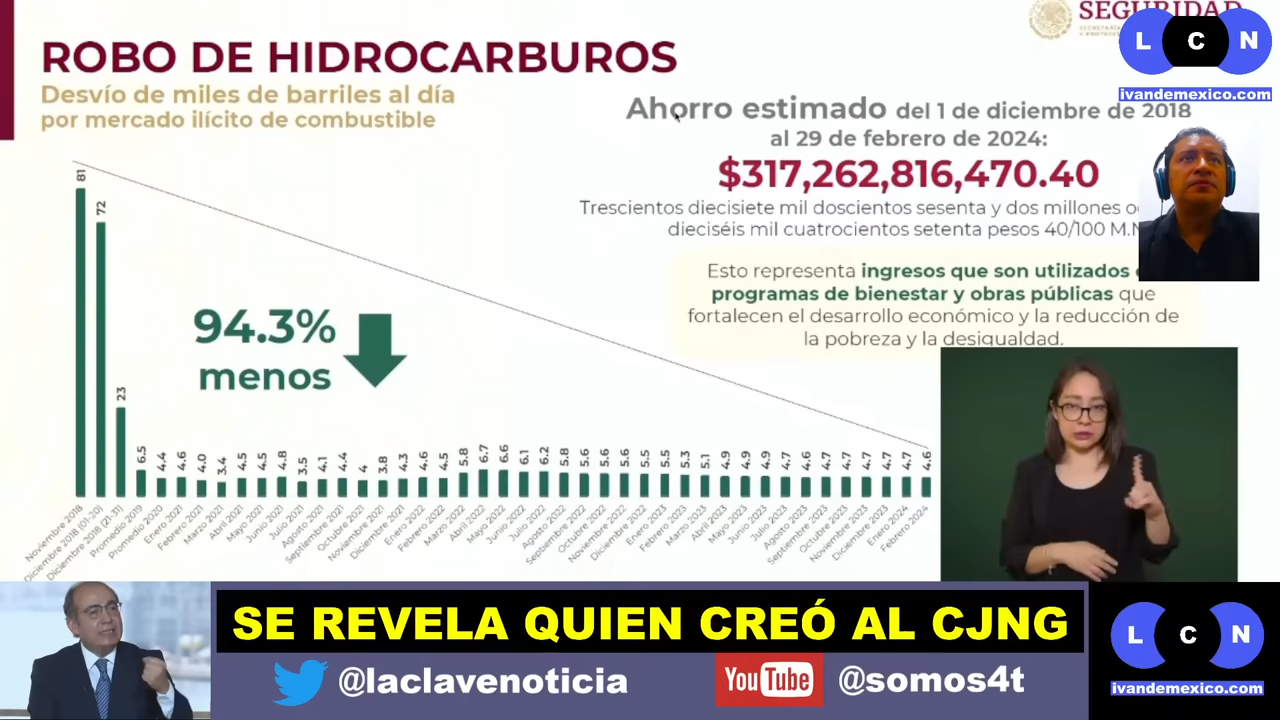 ROBO DE HIDROCARBUROS
Desvío de miles de barriles al día
por mercado ilícito de combustible
SEGURIDAD
L C N
ivandemexico.com
Ahorro estimado del 1 de diciembre de 2018
al 29 de febrero de 2024:
$317,262,816,470.40
Trescientos diecisiete mil doscientos sesenta y dos millones
dieciséis mil cuatrocientos setenta pesos 40/100 M.N
Esto representa ingresos que son utilizados
programas de bienestar y obras públicas que
fortalecen el desarrollo económico y la reducción de
la pobreza y la desigualdad.
94.3%
menos
81
72
23
6.5
4.4
4.6
4.0
3.4
4.5
4.5
4.8
3.5
4.1
4.4
4
3.8
4.3
4.6
4.5
5.8
6.7
6.6
6.1
6.2
5.8
5.6
5.6
5.6
5.5
5.5
5.3
5.1
4.9
4.9
4.9
4.7
4.6
4.7
4.7
4.7
4.7
4.7
4.6
Noviembre 2018
Diciembre 2018 (01-20)
Diciembre 2018 (21-31)
Promedio 2019
Promedio 2020
Enero 2021
Febrero 2021
Marzo 2021
Abril 2021
Mayo 2021
Junio 2021
Julio 2021
Agosto 2021
Septiembre 2021
Octubre 2021
Noviembre 2021
Diciembre 2021
Enero 2022
Febrero 2022
Marzo 2022
Abril 2022
Mayo 2022
Junio 2022
Julio 2022
Agosto 2022
Septiembre 2022
Octubre 2022
Noviembre 2022
Diciembre 2022
Enero 2023
Febrero 2023
Marzo 2023
Abril 2023
Mayo 2023
Junio 2023
Julio 2023
Agosto 2023
Septiembre 2023
Octubre 2023
Noviembre 2023
Diciembre 2023
Enero 2024
Febrero 2024
SE REVELA QUIEN CREÓ AL CJNG
@laclavenoticia
YouTube
@somos4t
L C N
ivandemexico.com